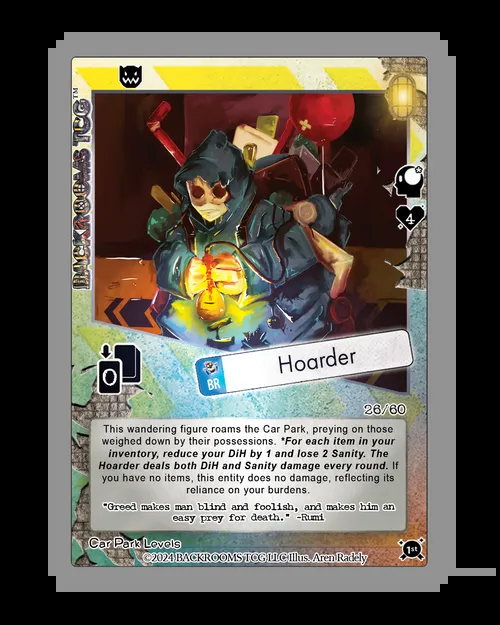 BACKROOMS TCG™
4
0
BR
Hoarder
26/60
This wandering figure roams the Car Park, preying on those
weighed down by their possessions. *For each item in your
inventory, reduce your DiH by 1 and lose 2 Sanity. The
Hoarder deals both DiH and Sanity damage every round. If
you have no items, this entity does no damage, reflecting its
reliance on your burdens.
"Greed makes man blind and foolish, and makes him an
easy prey for death." -Rumi
Car Park Levels
©2024 BACKROOMS TCG LLC Illus. Aren Radely
1st